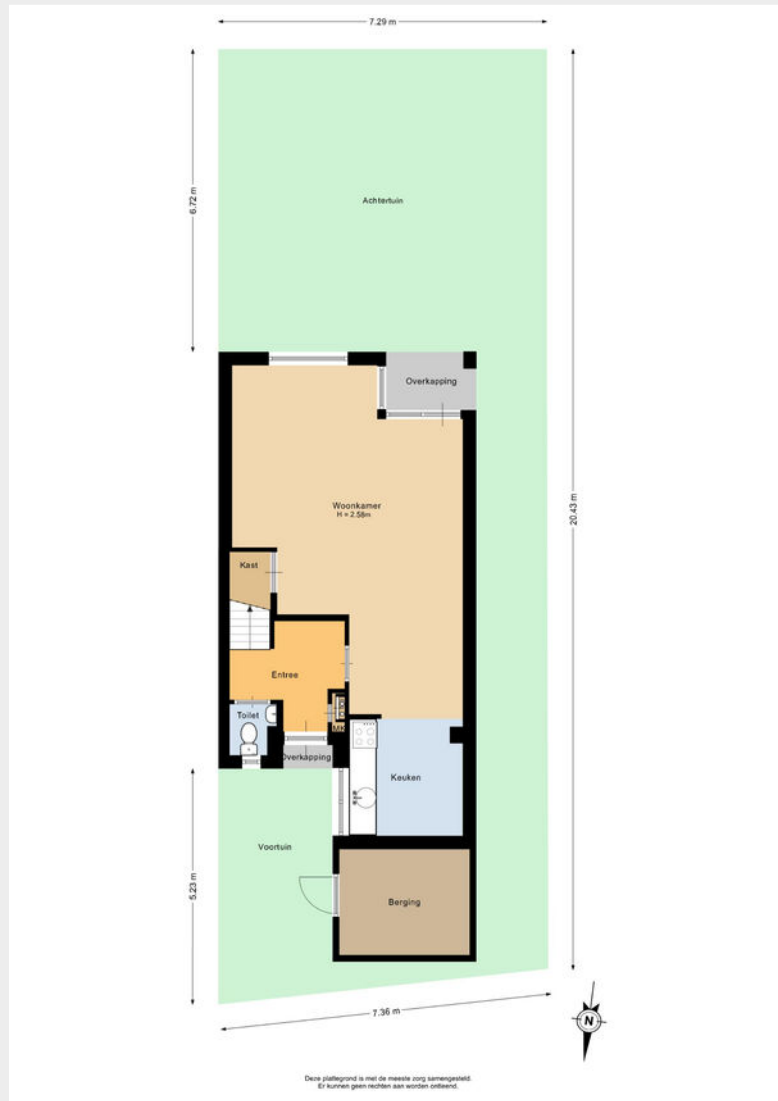 7.29 m
6.72 m
Achtertuin
Overkapping
20.43 m
Woonkamer
H = 2.58m
Kast
Entree
Toilet
MK
Overkapping
Keuken
Voortuin
5.23 m
Berging
7.36 m
N
Deze plattegrond is met de meeste zorg samengesteld.
Er kunnen geen rechten aan worden ontleend.